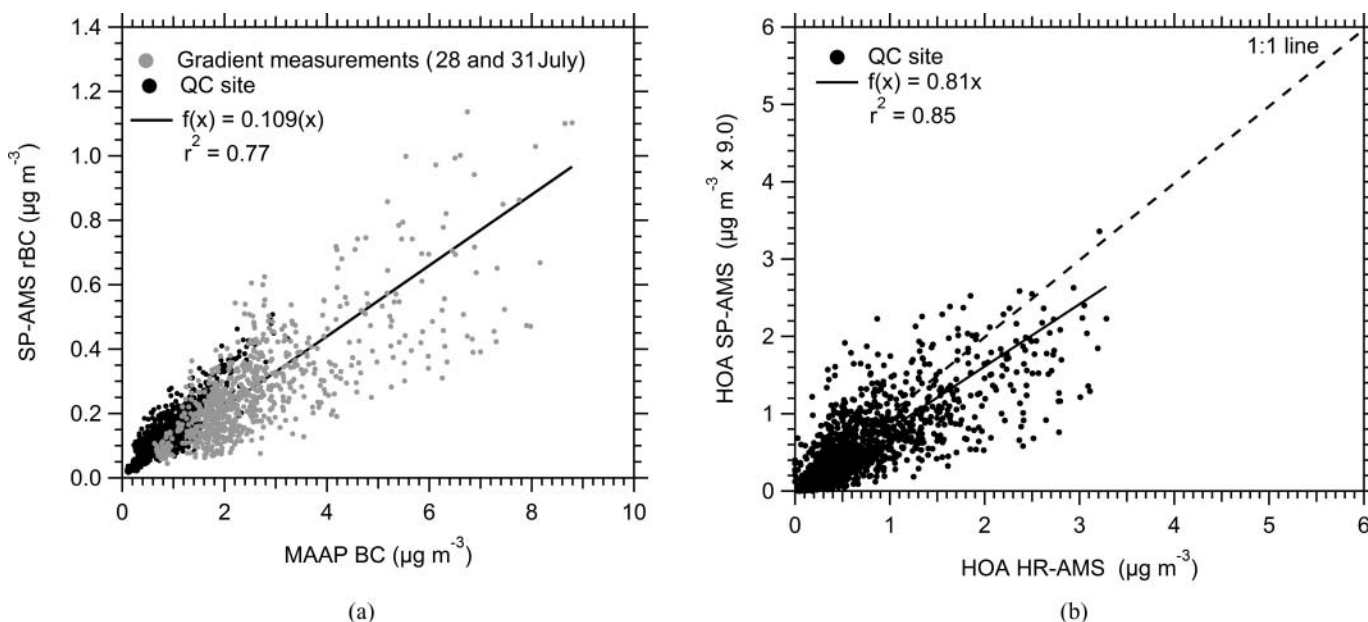 1.4
1.2
1.0
0.8
0.6
0.4
0.2
0.0
SP-AMS rBC (µg m⁻³)
Gradient measurements (28 and 31July)
QC site
f(x) = 0.109(x)
r² = 0.77
0 2 4 6 8 10
MAAP BC (µg m⁻³)
(a)
6
5
4
3
2
1
0
HOA SP-AMS (µg m⁻³ x 9.0)
1:1 line
QC site
f(x) = 0.81x
r² = 0.85
0 1 2 3 4 5 6
HOA HR-AMS (µg m⁻³)
(b)